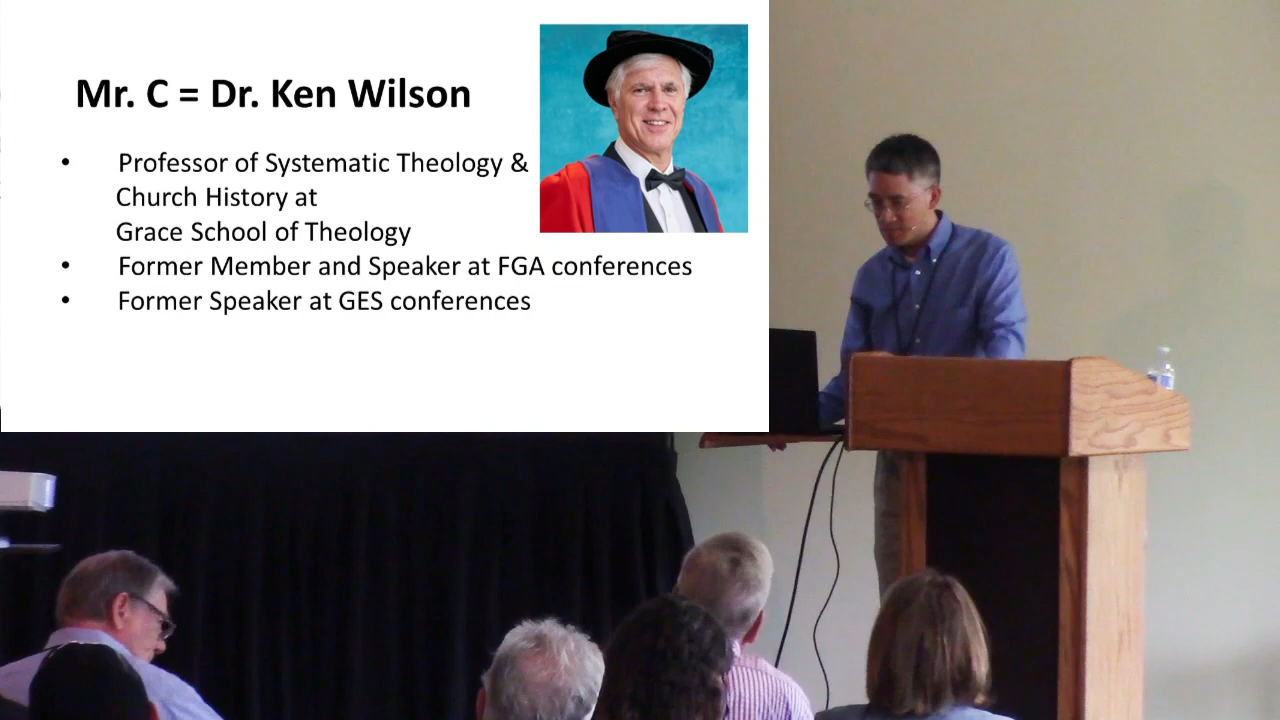 Mr. C = Dr. Ken Wilson
• Professor of Systematic Theology &
Church History at
Grace School of Theology
• Former Member and Speaker at FGA conferences
• Former Speaker at GES conferences